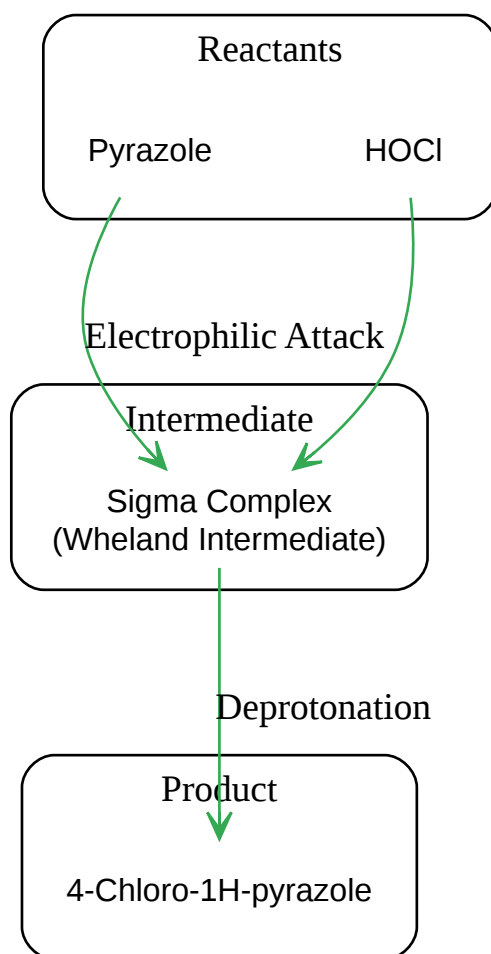 Reactants
Pyrazole
HOCl
Electrophilic Attack
Intermediate
Sigma Complex
(Wheland Intermediate)
Deprotonation
Product
4-Chloro-1H-pyrazole